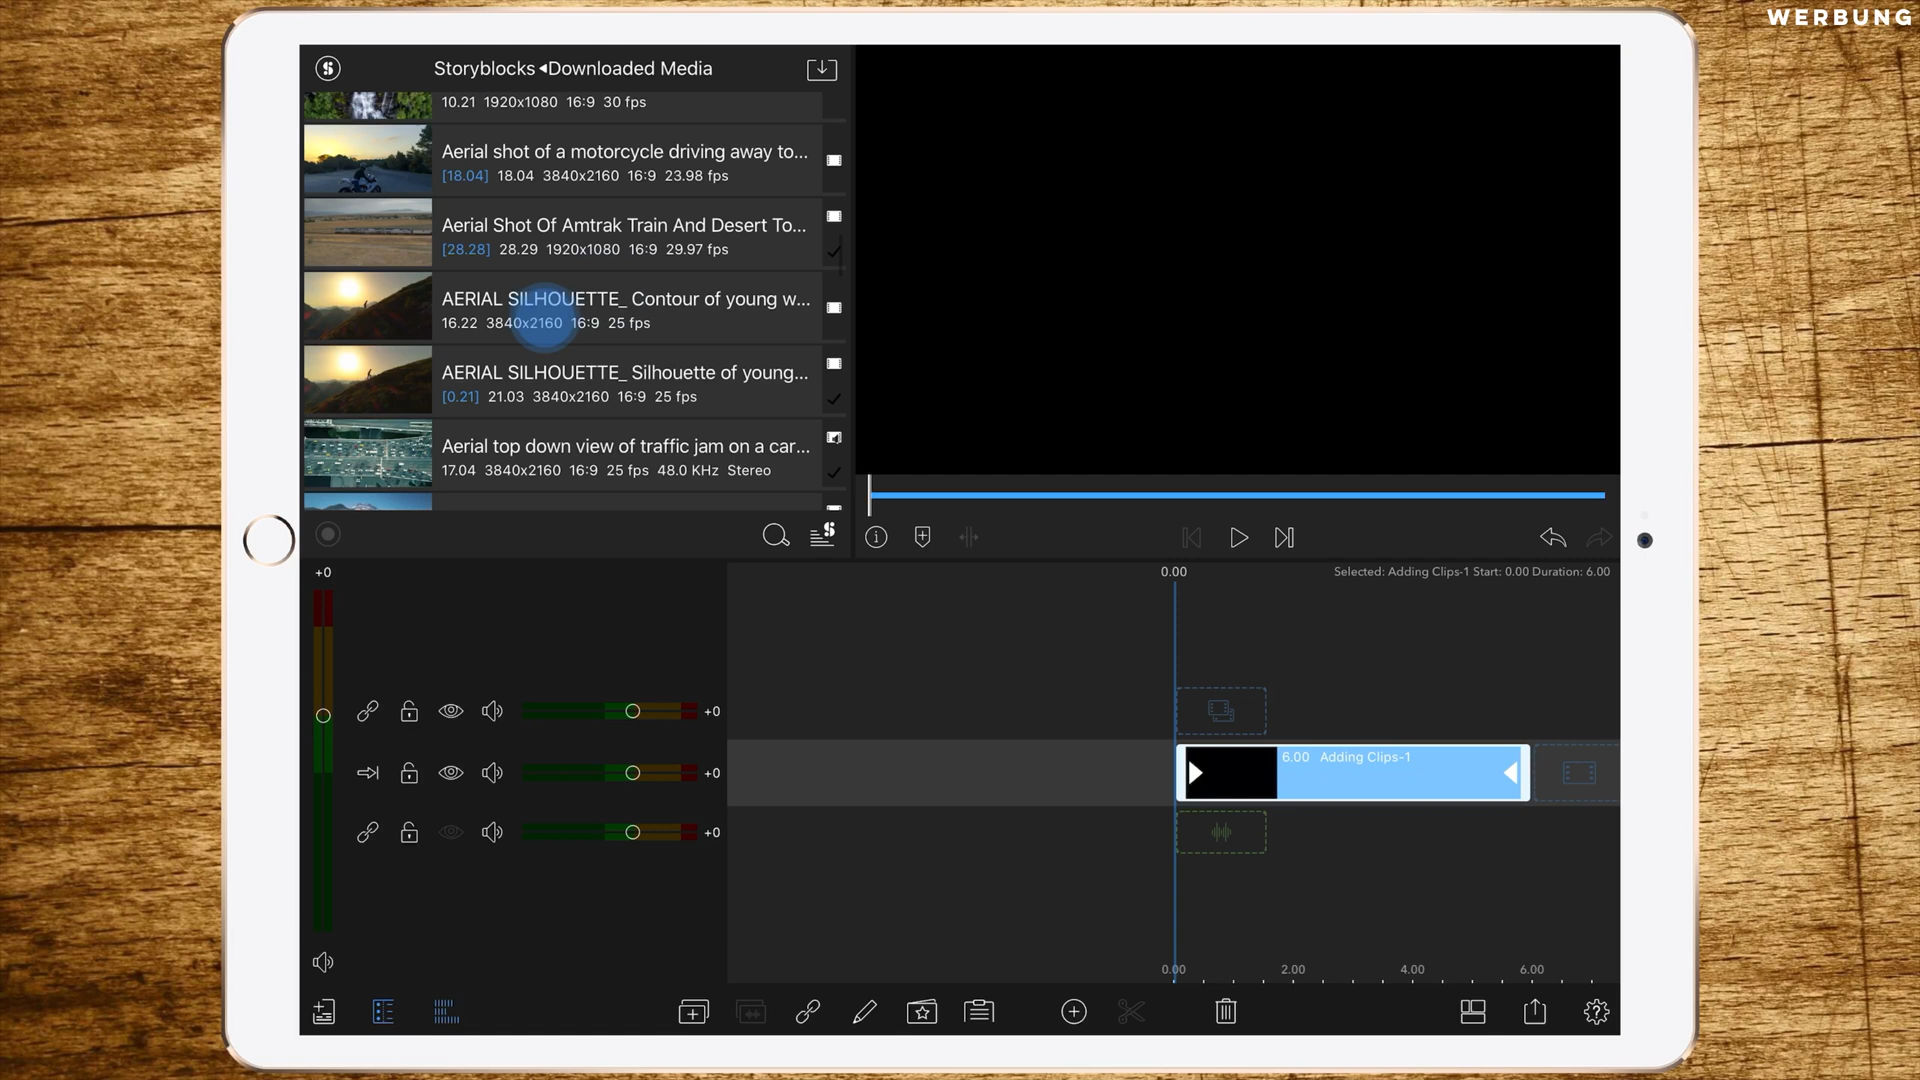 WERBUNG
Storyblocks ◂Downloaded Media
10.21 1920x1080 16:9 30 fps
Aerial shot of a motorcycle driving away to...
[18.04] 18.04 3840x2160 16:9 23.98 fps
Aerial Shot Of Amtrak Train And Desert To...
[28.28] 28.29 1920x1080 16:9 29.97 fps
AERIAL SILHOUETTE_ Contour of young w...
16.22 3840x2160 16:9 25 fps
AERIAL SILHOUETTE_ Silhouette of young...
[0.21] 21.03 3840x2160 16:9 25 fps
Aerial top down view of traffic jam on a car...
17.04 3840x2160 16:9 25 fps 48.0 KHz Stereo
+0
0.00
Selected: Adding Clips-1 Start: 0.00 Duration: 6.00
+0
6.00 Adding Clips-1
+0
+0
0.00 2.00 4.00 6.00